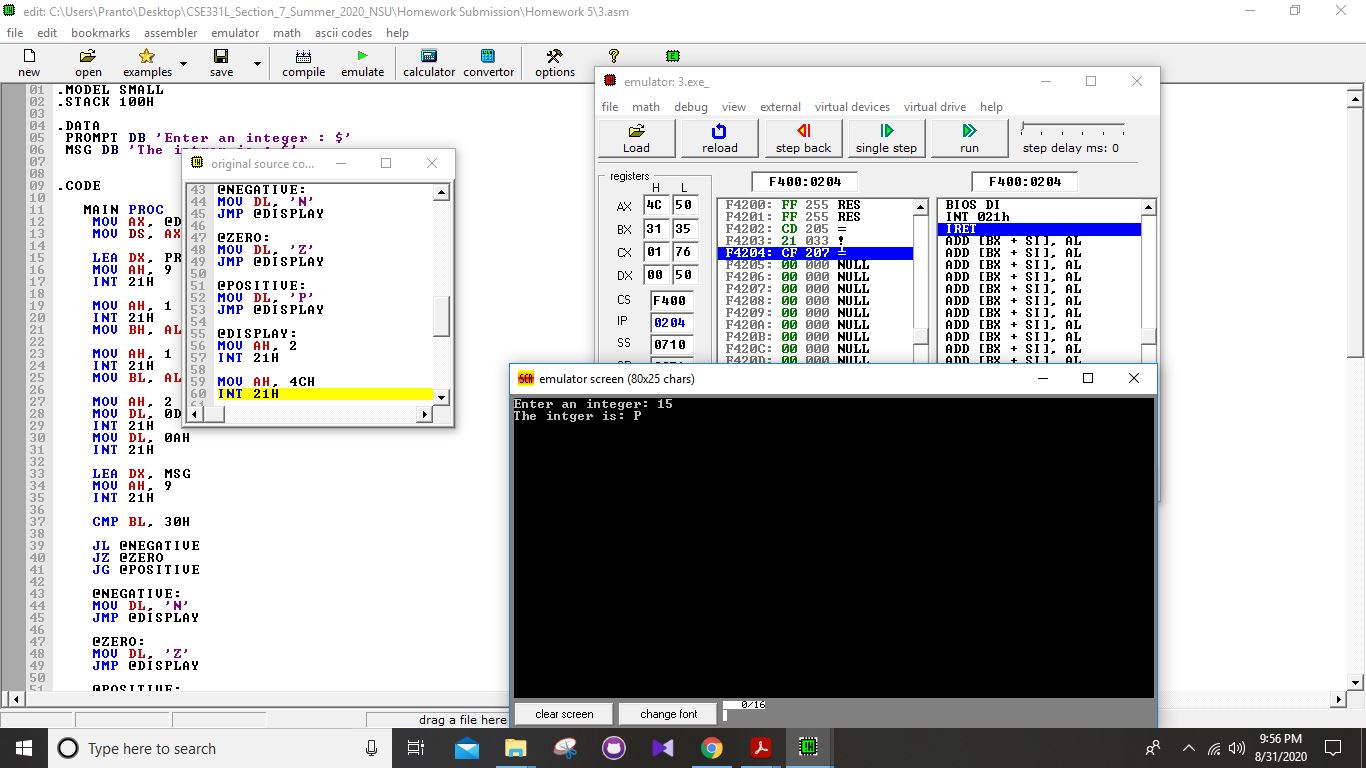 edit: C:\Users\Pranto\Desktop\CSE331L_Section_7_Summer_2020_NSU\Homework Submission\Homework 5\3.asm
file edit bookmarks assembler emulator math ascii codes help
new open examples save compile emulate calculator convertor options
01 .MODEL SMALL
02 .STACK 100H
03
04 .DATA
05 PROMPT DB 'Enter an integer : $'
06 MSG DB 'The
07
08
09 .CODE
10
11 MAIN PROC
12 MOV AX, @D
13 MOV DS, AX
14
15 LEA DX, PR
16 MOV AH, 9
17 INT 21H
18
19 MOV AH, 1
20 INT 21H
21 MOV BH, AL
22
23 MOV AH, 1
24 INT 21H
25 MOV BL, AL
26
27 MOV AH, 2
28 MOV DL, 0D
29 INT 21H
30 MOV DL, 0AH
31 INT 21H
32
33 LEA DX, MSG
34 MOV AH, 9
35 INT 21H
36
37 CMP BL, 30H
38
39 JL @NEGATIVE
40 JZ @ZERO
41 JG @POSITIVE
42
43 @NEGATIVE:
44 MOV DL, 'N'
45 JMP @DISPLAY
46
47 @ZERO:
48 MOV DL, 'Z'
49 JMP @DISPLAY
50
51 @POSITIVE:
drag a file here
original source co...
43 @NEGATIVE:
44 MOV DL, 'N'
45 JMP @DISPLAY
46
47 @ZERO:
48 MOV DL, 'Z'
49 JMP @DISPLAY
50
51 @POSITIVE:
52 MOV DL, 'P'
53 JMP @DISPLAY
54
55 @DISPLAY:
56 MOV AH, 2
57 INT 21H
58
59 MOV AH, 4CH
60 INT 21H
emulator: 3.exe_
file math debug view external virtual devices virtual drive help
Load reload step back single step run step delay ms: 0
registers F400:0204 F400:0204
H L
AX 4C 50
BX 31 35
CX 01 76
DX 00 50
CS F400
IP 0204
SS 0710
F4200: FF 255 RES
F4201: FF 255 RES
F4202: CD 205 =
F4203: 21 033 !
F4204: CF 207 ╧
F4205: 00 000 NULL
F4206: 00 000 NULL
F4207: 00 000 NULL
F4208: 00 000 NULL
F4209: 00 000 NULL
F420A: 00 000 NULL
F420B: 00 000 NULL
F420C: 00 000 NULL
F420D: 00 000 NULL
BIOS DI
INT 021h
IRET
ADD [BX + SI], AL
ADD [BX + SI], AL
ADD [BX + SI], AL
ADD [BX + SI], AL
ADD [BX + SI], AL
ADD [BX + SI], AL
ADD [BX + SI], AL
ADD [BX + SI], AL
ADD [BX + SI], AL
ADD [BX + SI], AL
ADD [BX + SI], AL
emulator screen (80x25 chars)
Enter an integer: 15
The intger is: P
clear screen change font 0/16
Type here to search
9:56 PM
8/31/2020